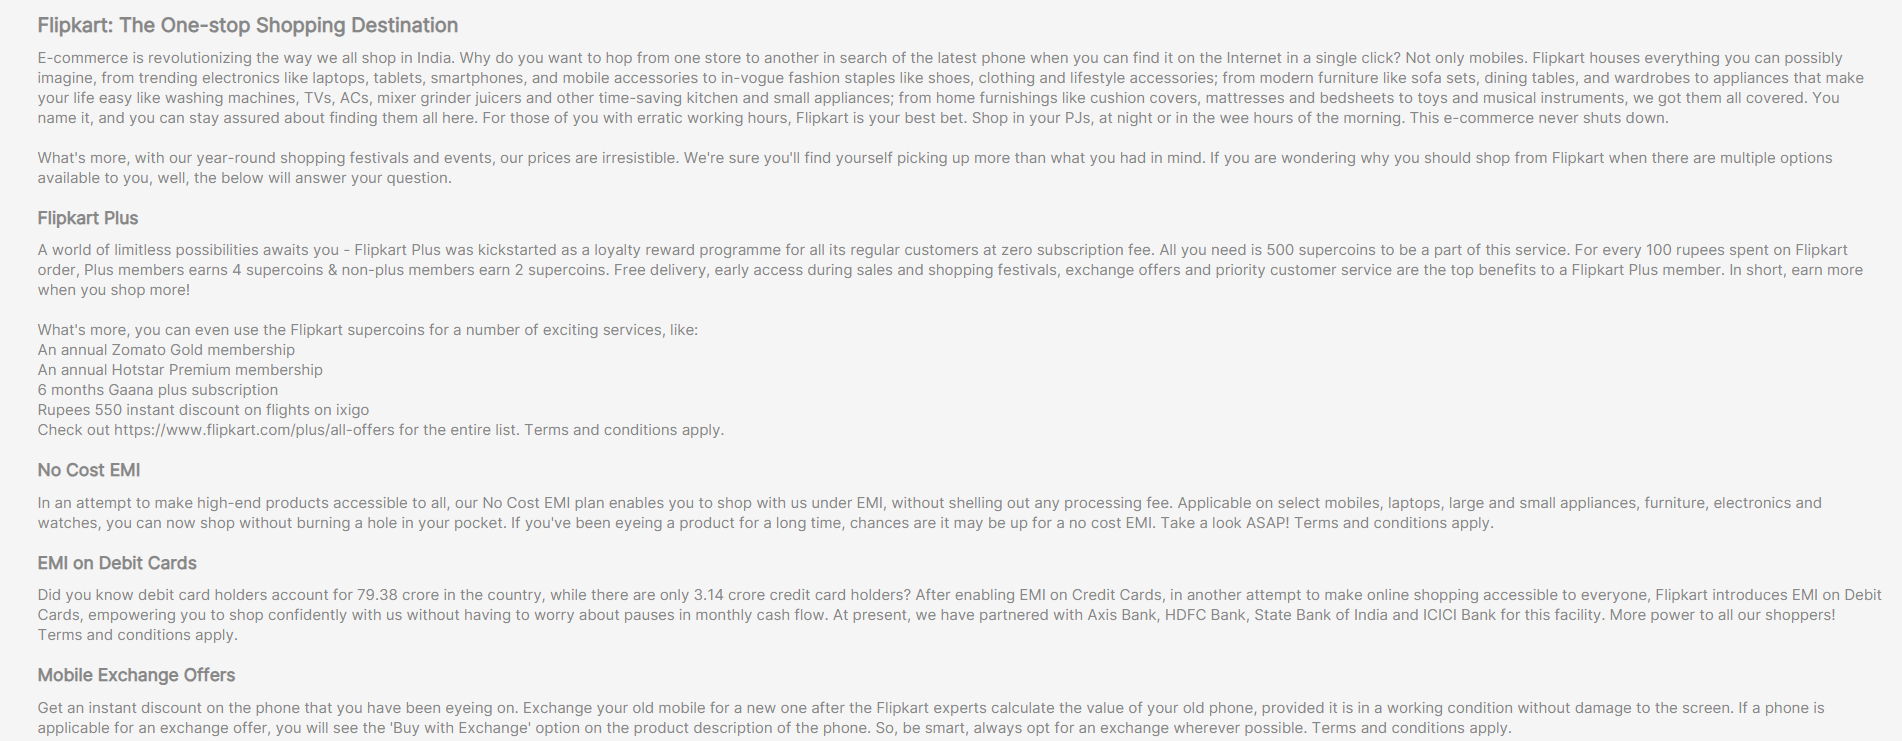 Flipkart: The One-stop Shopping Destination
E-commerce is revolutionizing the way we all shop in India. Why do you want to hop from one store to another in search of the latest phone when you can find it on the Internet in a single click? Not only mobiles. Flipkart houses everything you can possibly
imagine, from trending electronics like laptops, tablets, smartphones, and mobile accessories to in-vogue fashion staples like shoes, clothing and lifestyle accessories; from modern furniture like sofa sets, dining tables, and wardrobes to appliances that make
your life easy like washing machines, TVs, ACs, mixer grinder juicers and other time-saving kitchen and small appliances; from home furnishings like cushion covers, mattresses and bedsheets to toys and musical instruments, we got them all covered. You
name it, and you can stay assured about finding them all here. For those of you with erratic working hours, Flipkart is your best bet. Shop in your PJs, at night or in the wee hours of the morning. This e-commerce never shuts down.
What's more, with our year-round shopping festivals and events, our prices are irresistible. We're sure you'll find yourself picking up more than what you had in mind. If you are wondering why you should shop from Flipkart when there are multiple options
available to you, well, the below will answer your question.
Flipkart Plus
A world of limitless possibilities awaits you - Flipkart Plus was kickstarted as a loyalty reward programme for all its regular customers at zero subscription fee. All you need is 500 supercoins to be a part of this service. For every 100 rupees spent on Flipkart
order, Plus members earns 4 supercoins & non-plus members earn 2 supercoins. Free delivery, early access during sales and shopping festivals, exchange offers and priority customer service are the top benefits to a Flipkart Plus member. In short, earn more
when you shop more!
What's more, you can even use the Flipkart supercoins for a number of exciting services, like:
An annual Zomato Gold membership
An annual Hotstar Premium membership
6 months Gaana plus subscription
Rupees 550 instant discount on flights on ixigo
Check out https://www.flipkart.com/plus/all-offers for the entire list. Terms and conditions apply.
No Cost EMI
In an attempt to make high-end products accessible to all, our No Cost EMI plan enables you to shop with us under EMI, without shelling out any processing fee. Applicable on select mobiles, laptops, large and small appliances, furniture, electronics and
watches, you can now shop without burning a hole in your pocket. If you've been eyeing a product for a long time, chances are it may be up for a no cost EMI. Take a look ASAP! Terms and conditions apply.
EMI on Debit Cards
Did you know debit card holders account for 79.38 crore in the country, while there are only 3.14 crore credit card holders? After enabling EMI on Credit Cards, in another attempt to make online shopping accessible to everyone, Flipkart introduces EMI on Debit
Cards, empowering you to shop confidently with us without having to worry about pauses in monthly cash flow. At present, we have partnered with Axis Bank, HDFC Bank, State Bank of India and ICICI Bank for this facility. More power to all our shoppers!
Terms and conditions apply.
Mobile Exchange Offers
Get an instant discount on the phone that you have been eyeing on. Exchange your old mobile for a new one after the Flipkart experts calculate the value of your old phone, provided it is in a working condition without damage to the screen. If a phone is
applicable for an exchange offer, you will see the 'Buy with Exchange' option on the product description of the phone. So, be smart, always opt for an exchange wherever possible. Terms and conditions apply.